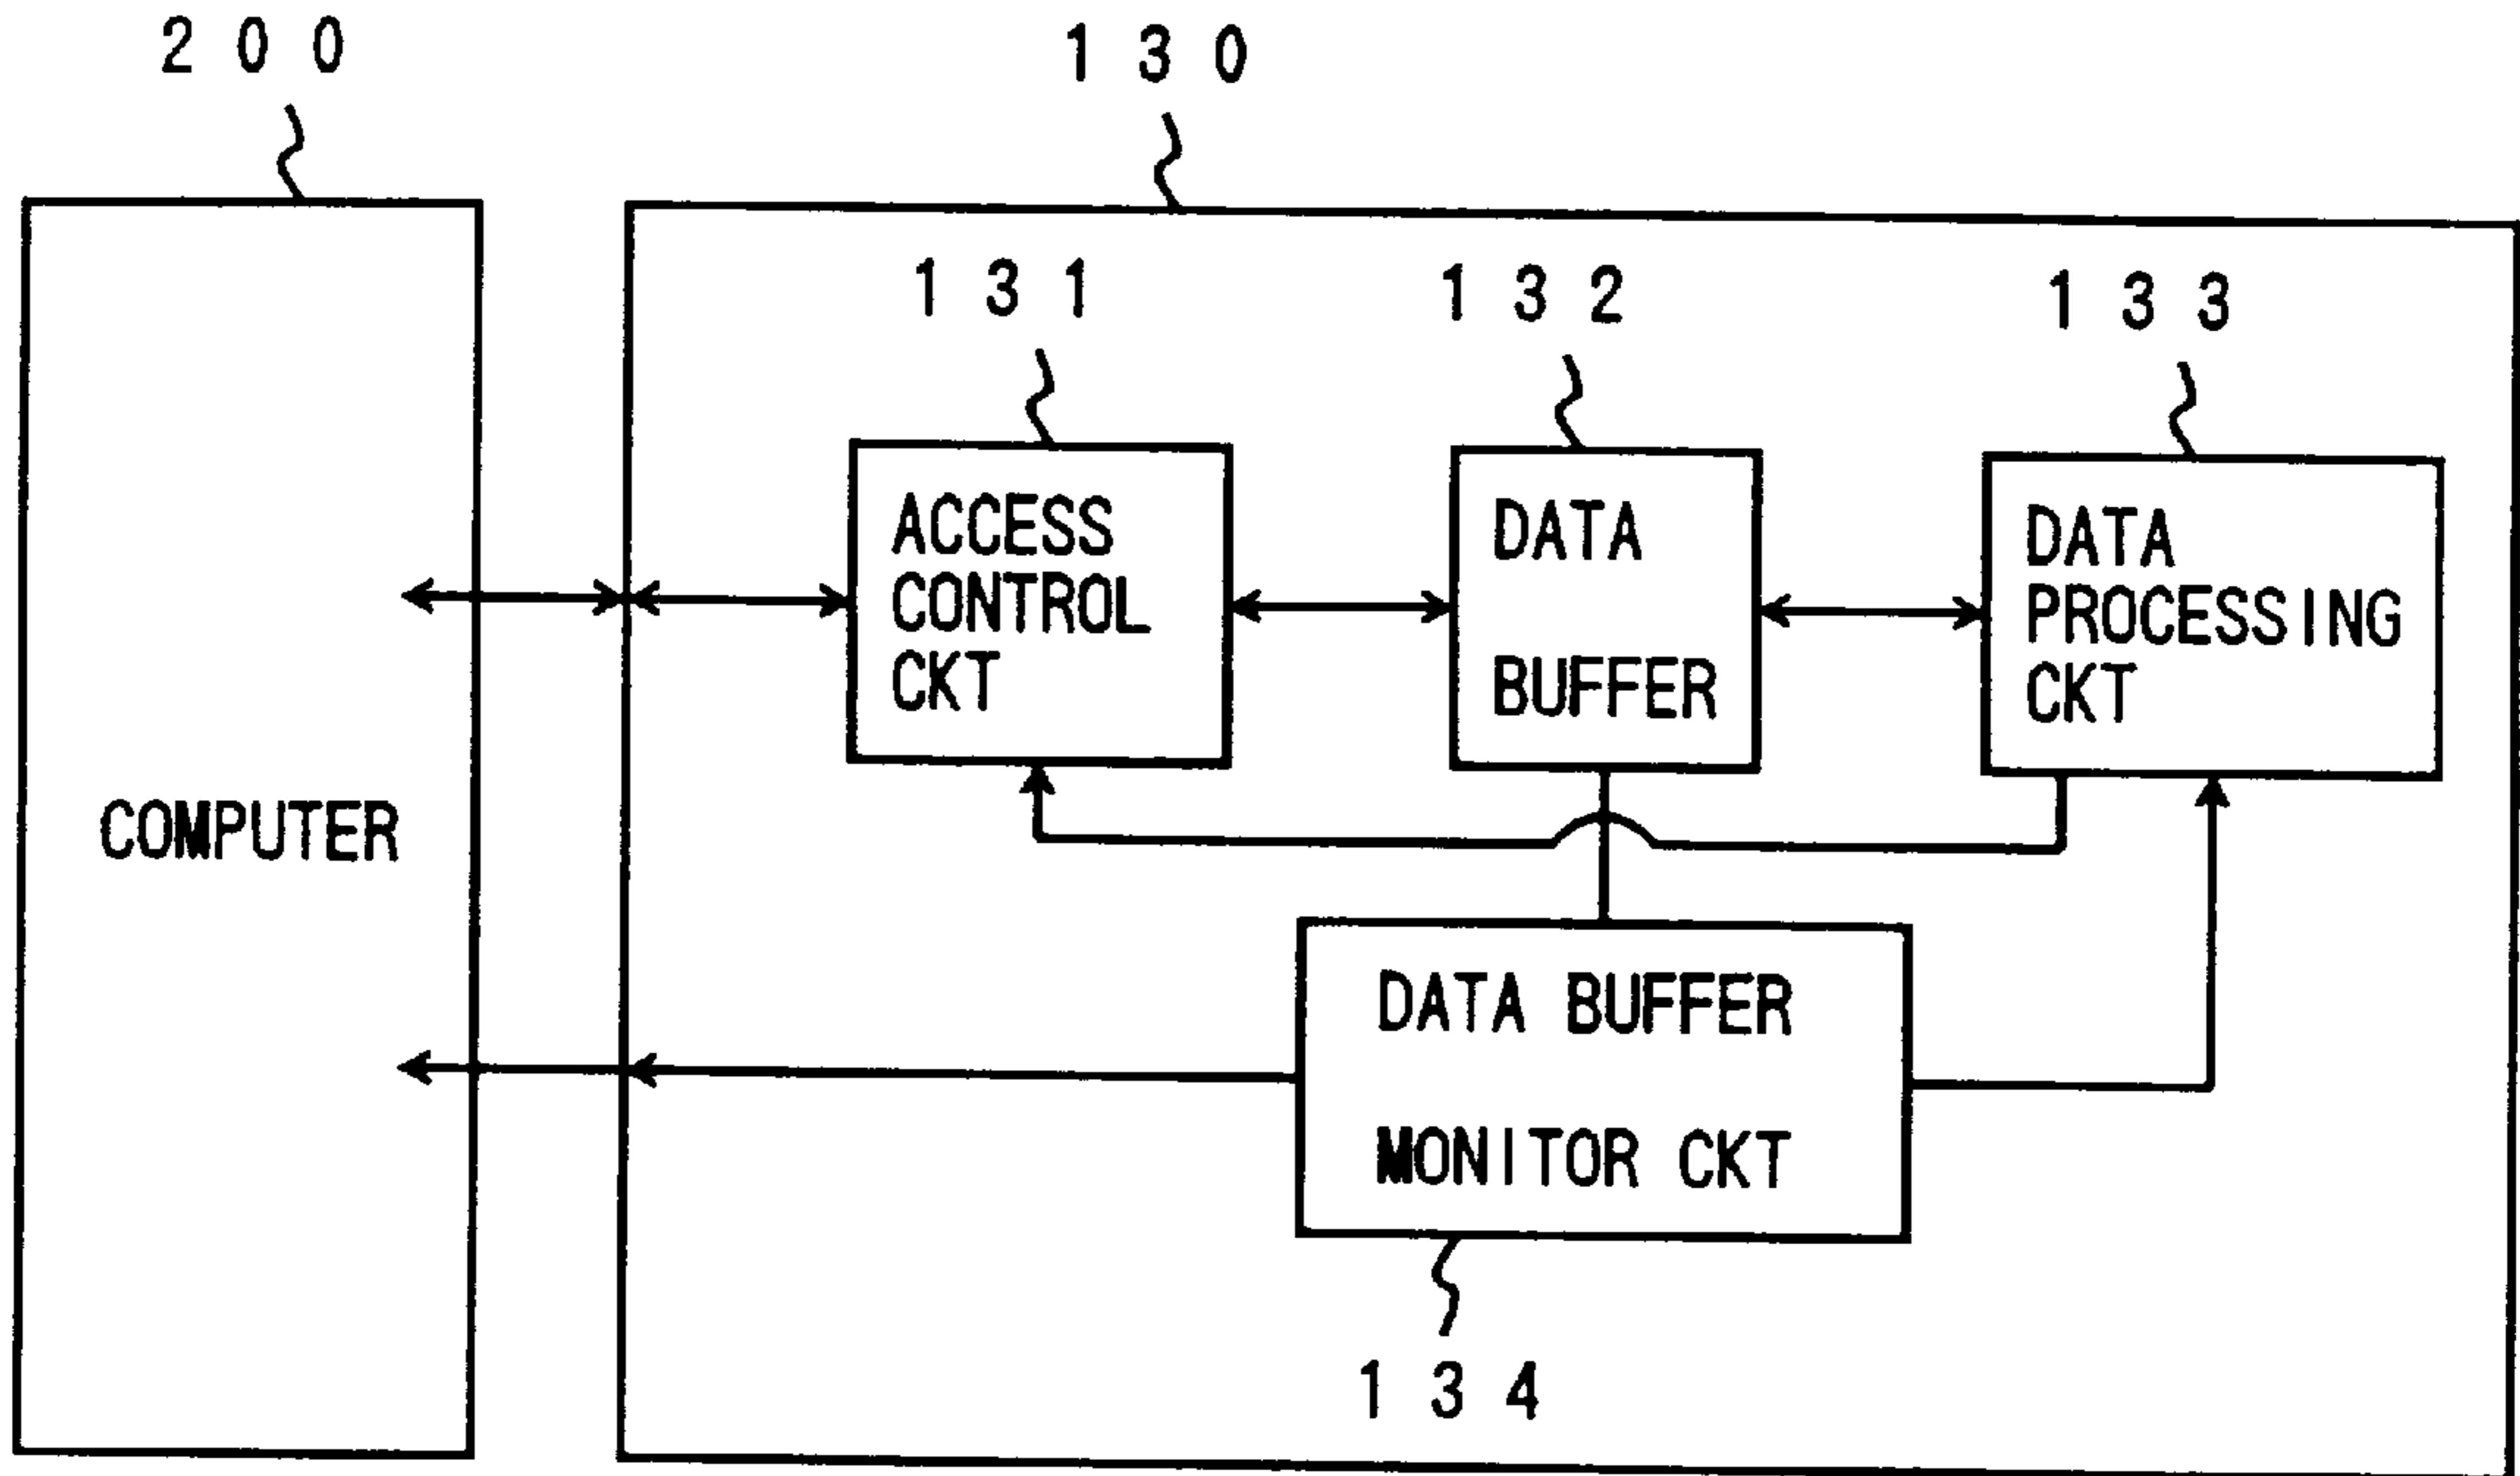 200
130
131
132
133
ACCESS
CONTROL
CKT
DATA
BUFFER
DATA
PROCESSING
CKT
COMPUTER
DATA BUFFER
MONITOR CKT
134